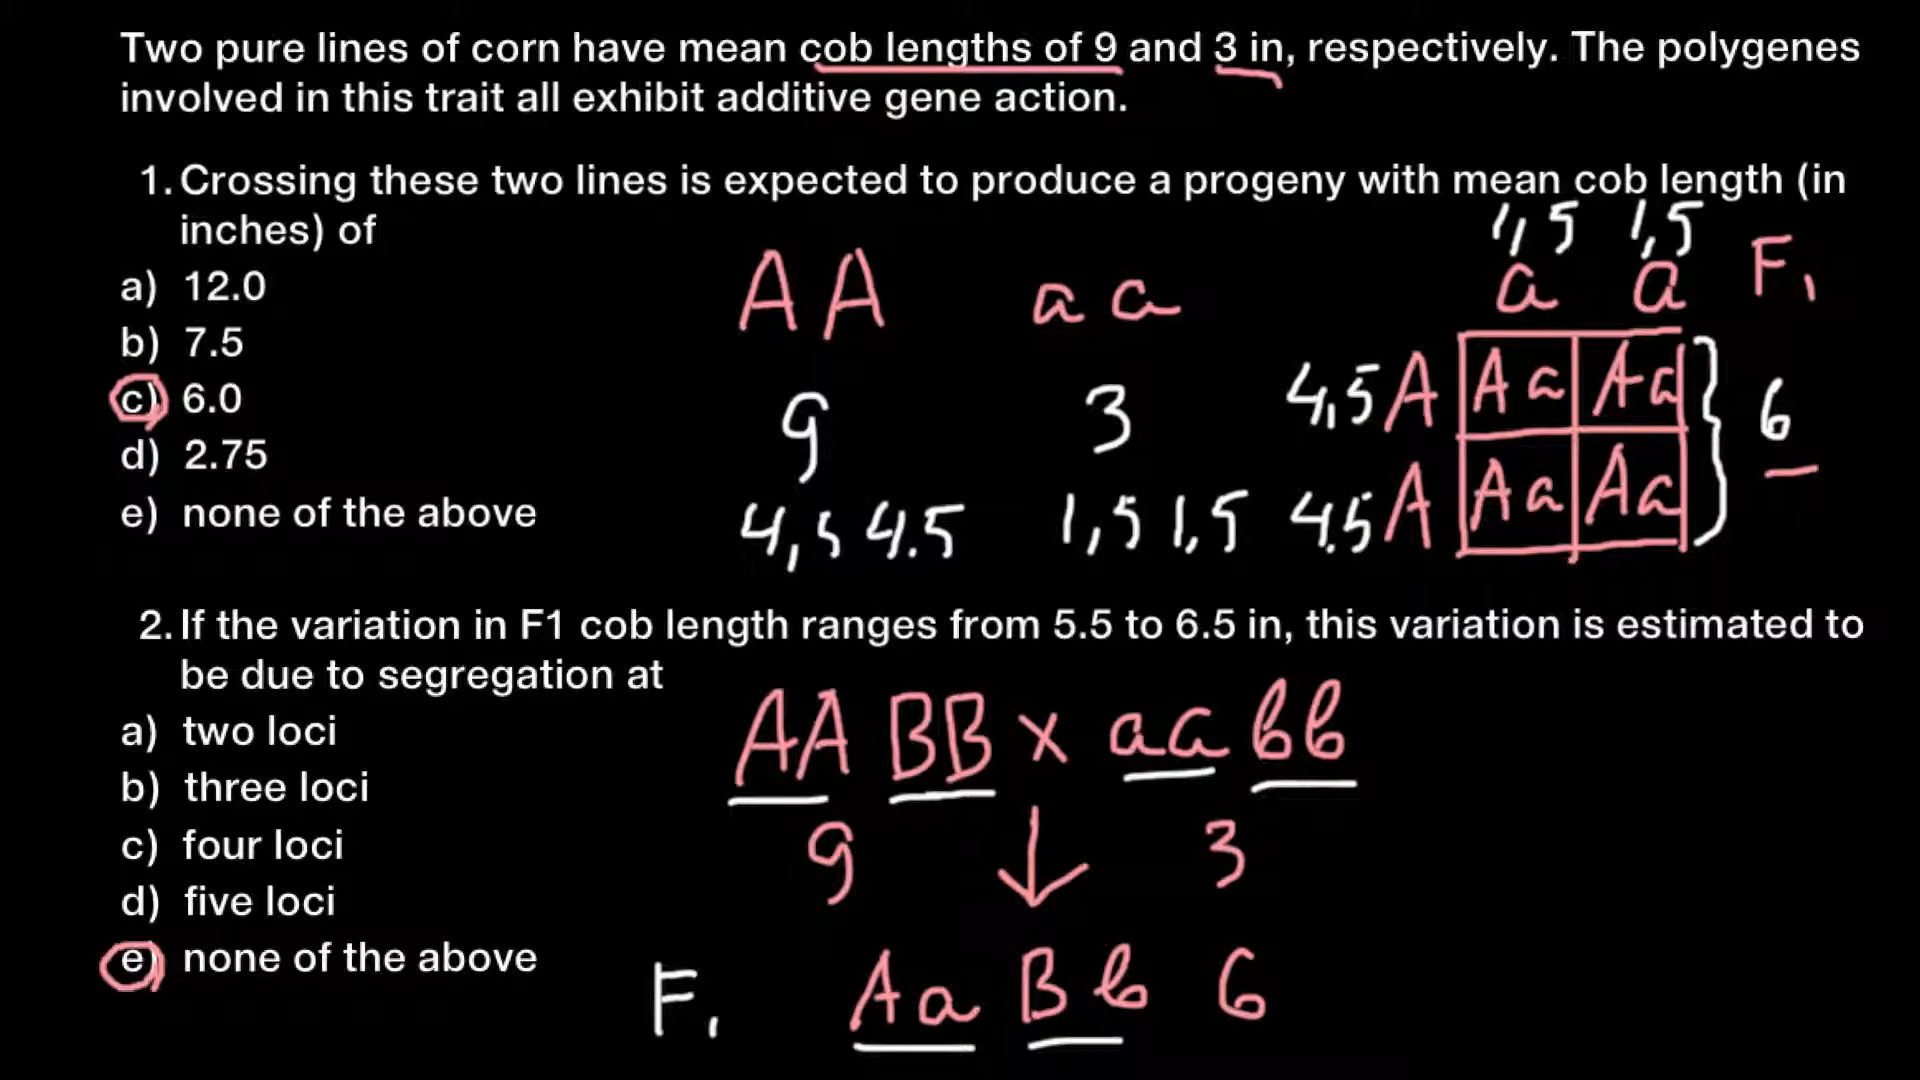 Two pure lines of corn have mean cob lengths of 9 and 3 in, respectively. The polygenes
involved in this trait all exhibit additive gene action.
1. Crossing these two lines is expected to produce a progeny with mean cob length (in
inches) of
a) 12.0
b) 7.5
c) 6.0
d) 2.75
e) none of the above
A A a a
9 3
4,5 4.5 1,5 1,5
1,5 1,5
a a F1
4,5 A Aa Aa
4.5 A Aa Aa
6
2. If the variation in F1 cob length ranges from 5.5 to 6.5 in, this variation is estimated to
be due to segregation at
a) two loci
b) three loci
c) four loci
d) five loci
e) none of the above
AA BB x aa bb
9 3
F1 Aa Bb 6